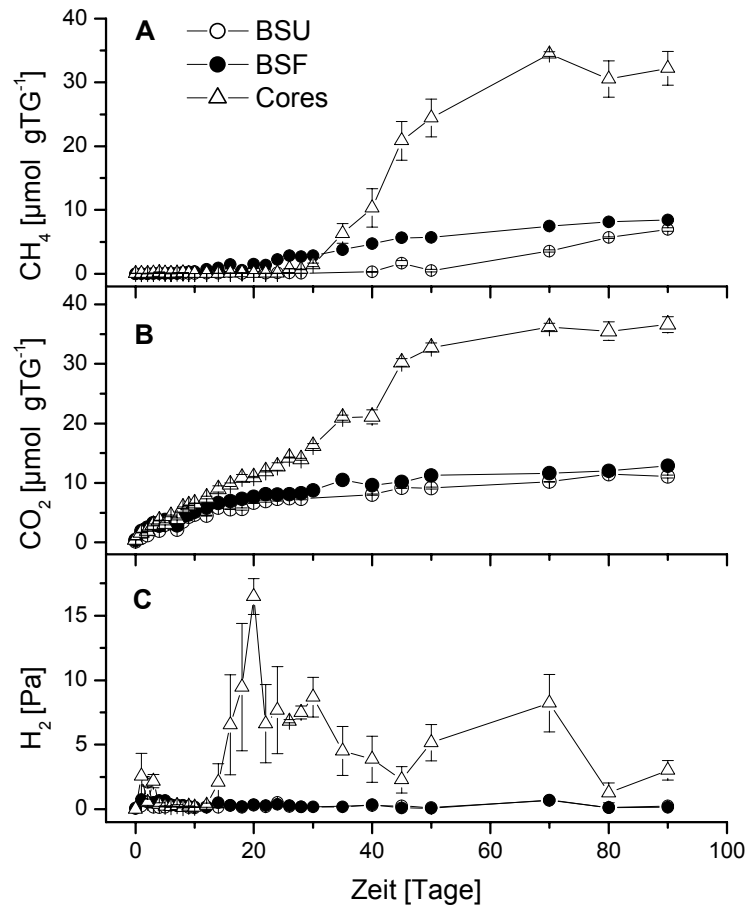 A
BSU
BSF
Cores
CH₄ [µmol gTG⁻¹]
40
30
20
10
0
B
CO₂ [µmol gTG⁻¹]
40
30
20
10
0
C
H₂ [Pa]
15
10
5
0
0 20 40 60 80 100
Zeit [Tage]